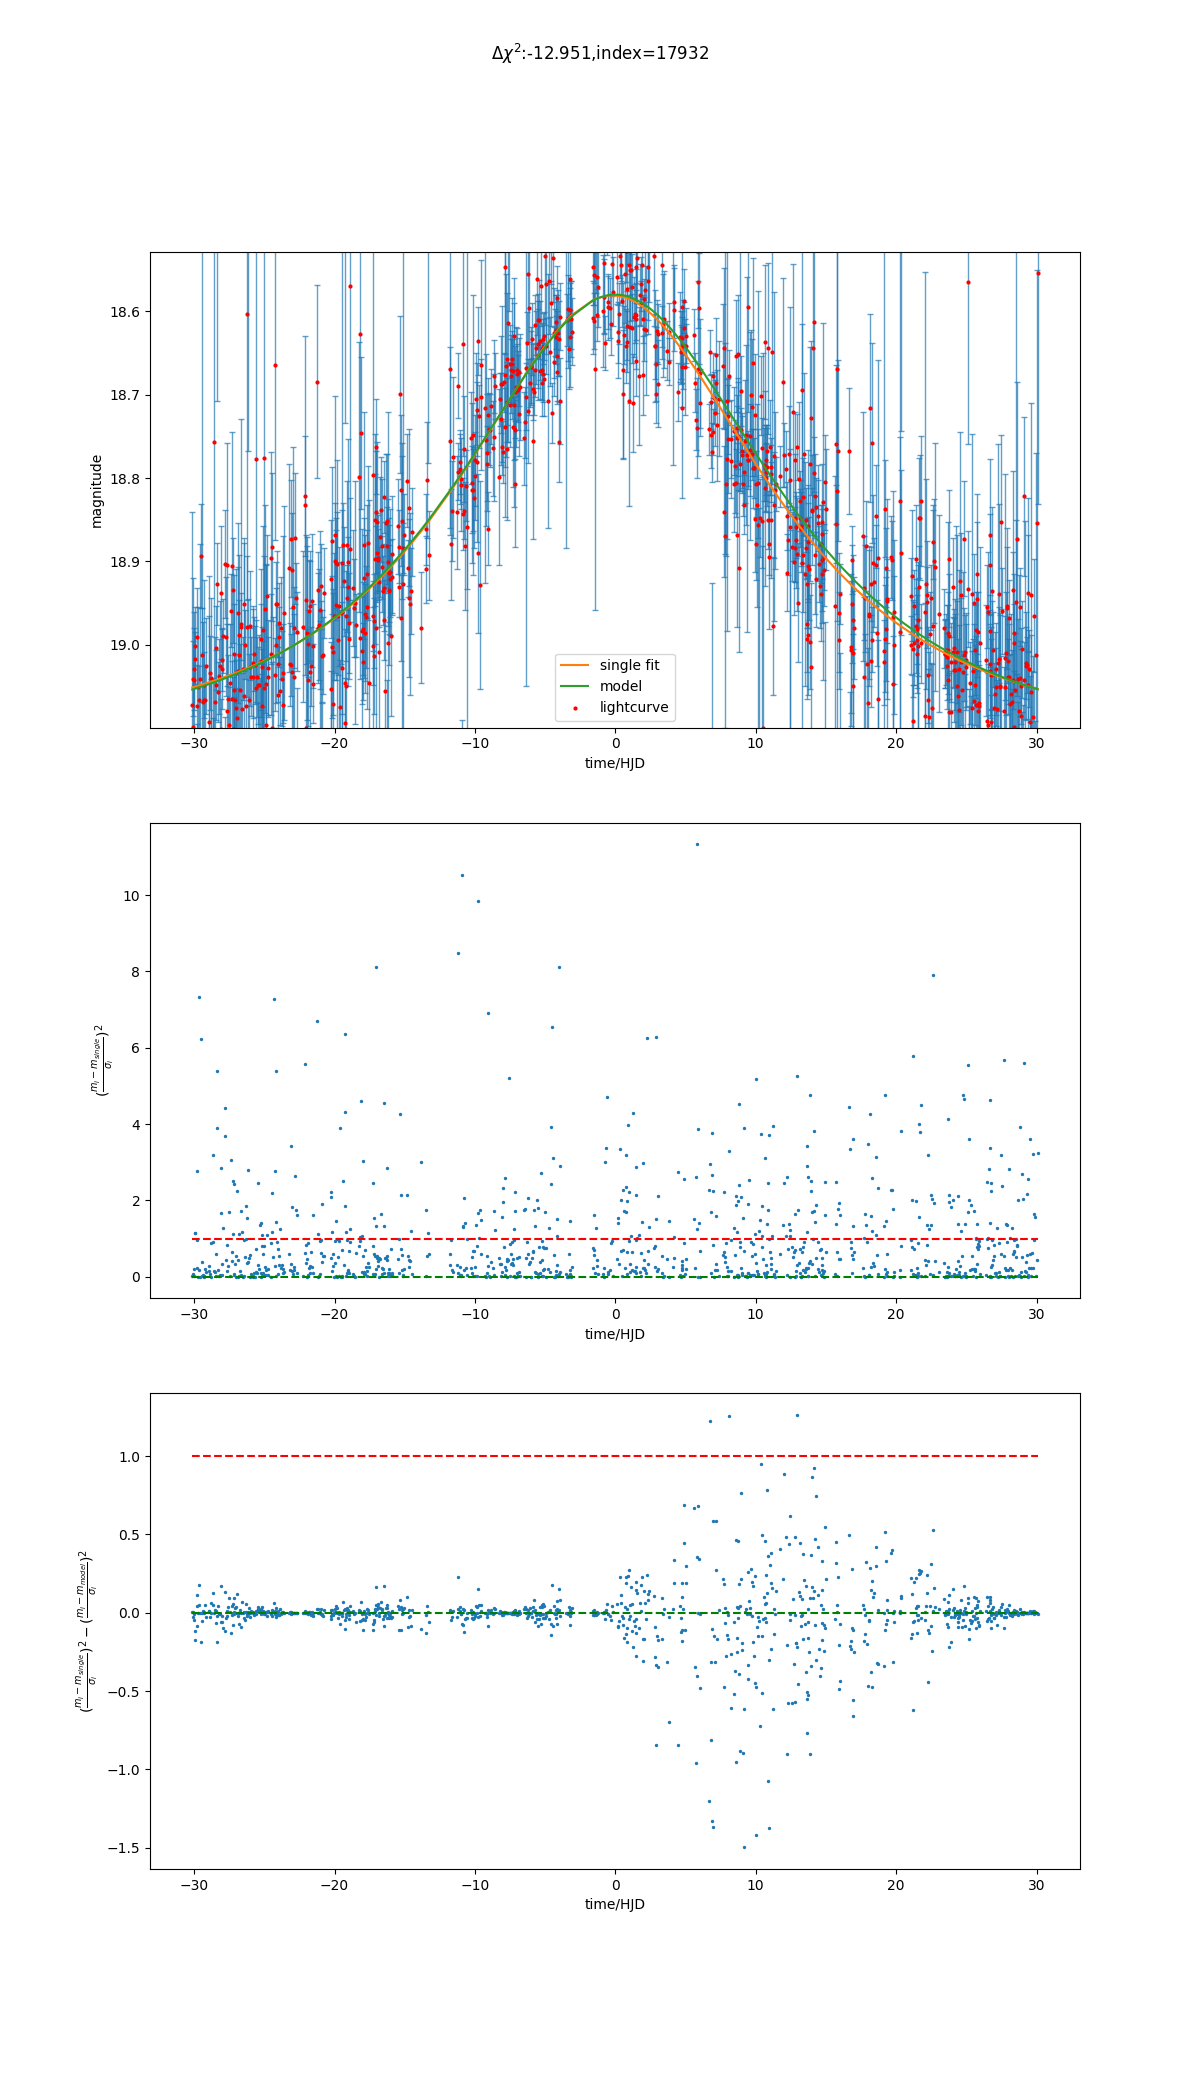 Δχ²:-12.951,index=17932
magnitude
18.6
18.7
18.8
18.9
19.0
single fit
model
lightcurve
−30 −20 −10 0 10 20 30
time/HJD
((m_i − m_single)/σ_i)²
10
8
6
4
2
0
−30 −20 −10 0 10 20 30
time/HJD
((m_i − m_single)/σ_i)² − ((m_i − m_model)/σ_i)²
1.0
0.5
0.0
−0.5
−1.0
−1.5
−30 −20 −10 0 10 20 30
time/HJD